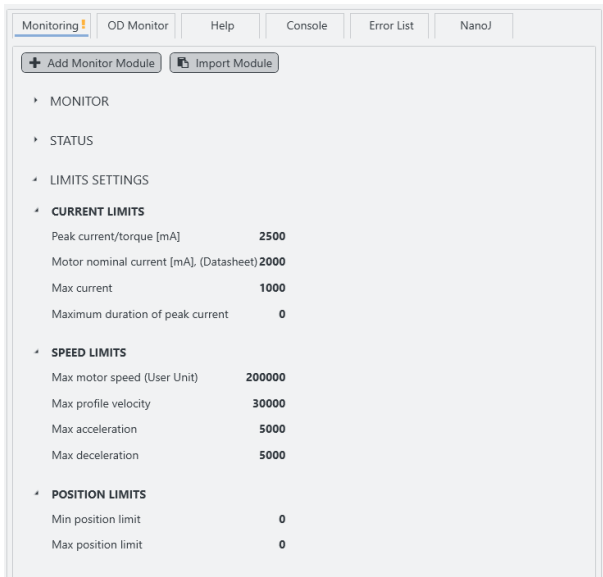 Monitoring! OD Monitor Help Console Error List NanoJ
Add Monitor Module Import Module
MONITOR
STATUS
LIMITS SETTINGS
CURRENT LIMITS
Peak current/torque [mA] 2500
Motor nominal current [mA], (Datasheet) 2000
Max current 1000
Maximum duration of peak current 0
SPEED LIMITS
Max motor speed (User Unit) 200000
Max profile velocity 30000
Max acceleration 5000
Max deceleration 5000
POSITION LIMITS
Min position limit 0
Max position limit 0